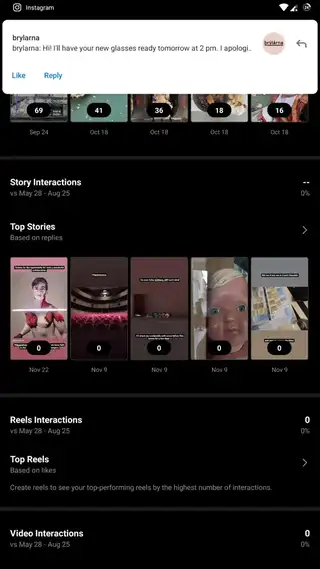 Instagram
brylarna
brylarna: Hi! I'll have your new glasses ready tomorrow at 2 pm. I apologi..
brylarna
Like
Reply
69
41
36
18
16
Sep 24
Oct 18
Oct 18
Oct 18
Oct 18
Story Interactions
--
vs May 28 - Aug 25
0%
Top Stories
Based on replies
0
0
0
0
0
Nov 22
Nov 9
Nov 9
Nov 9
Nov 9
Reels Interactions
0
vs May 28 - Aug 25
0%
Top Reels
Based on likes
Create reels to see your top-performing reels by the highest number of interactions.
Video Interactions
0
vs May 28 - Aug 25
0%